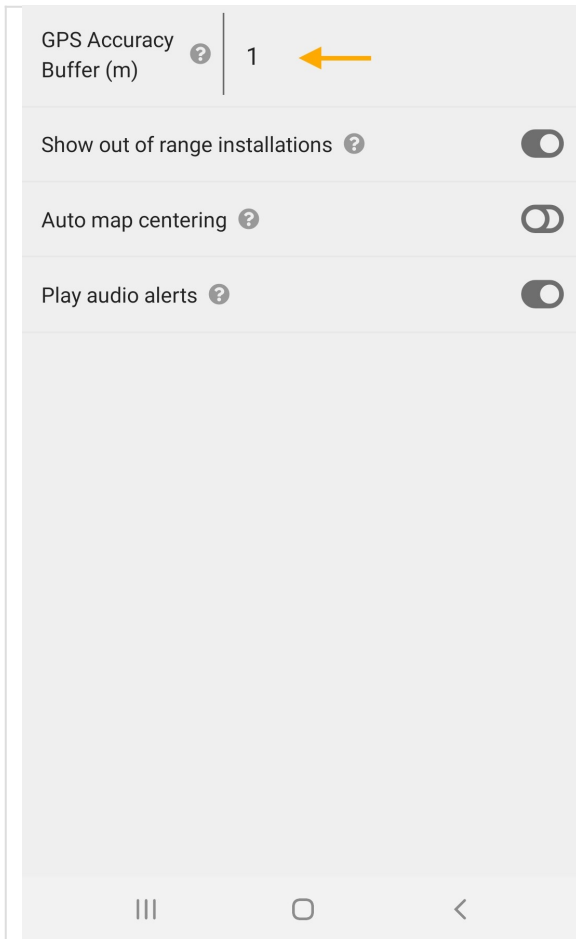 GPS Accuracy
Buffer (m)
?
1
Show out of range installations ?
Auto map centering ?
Play audio alerts ?